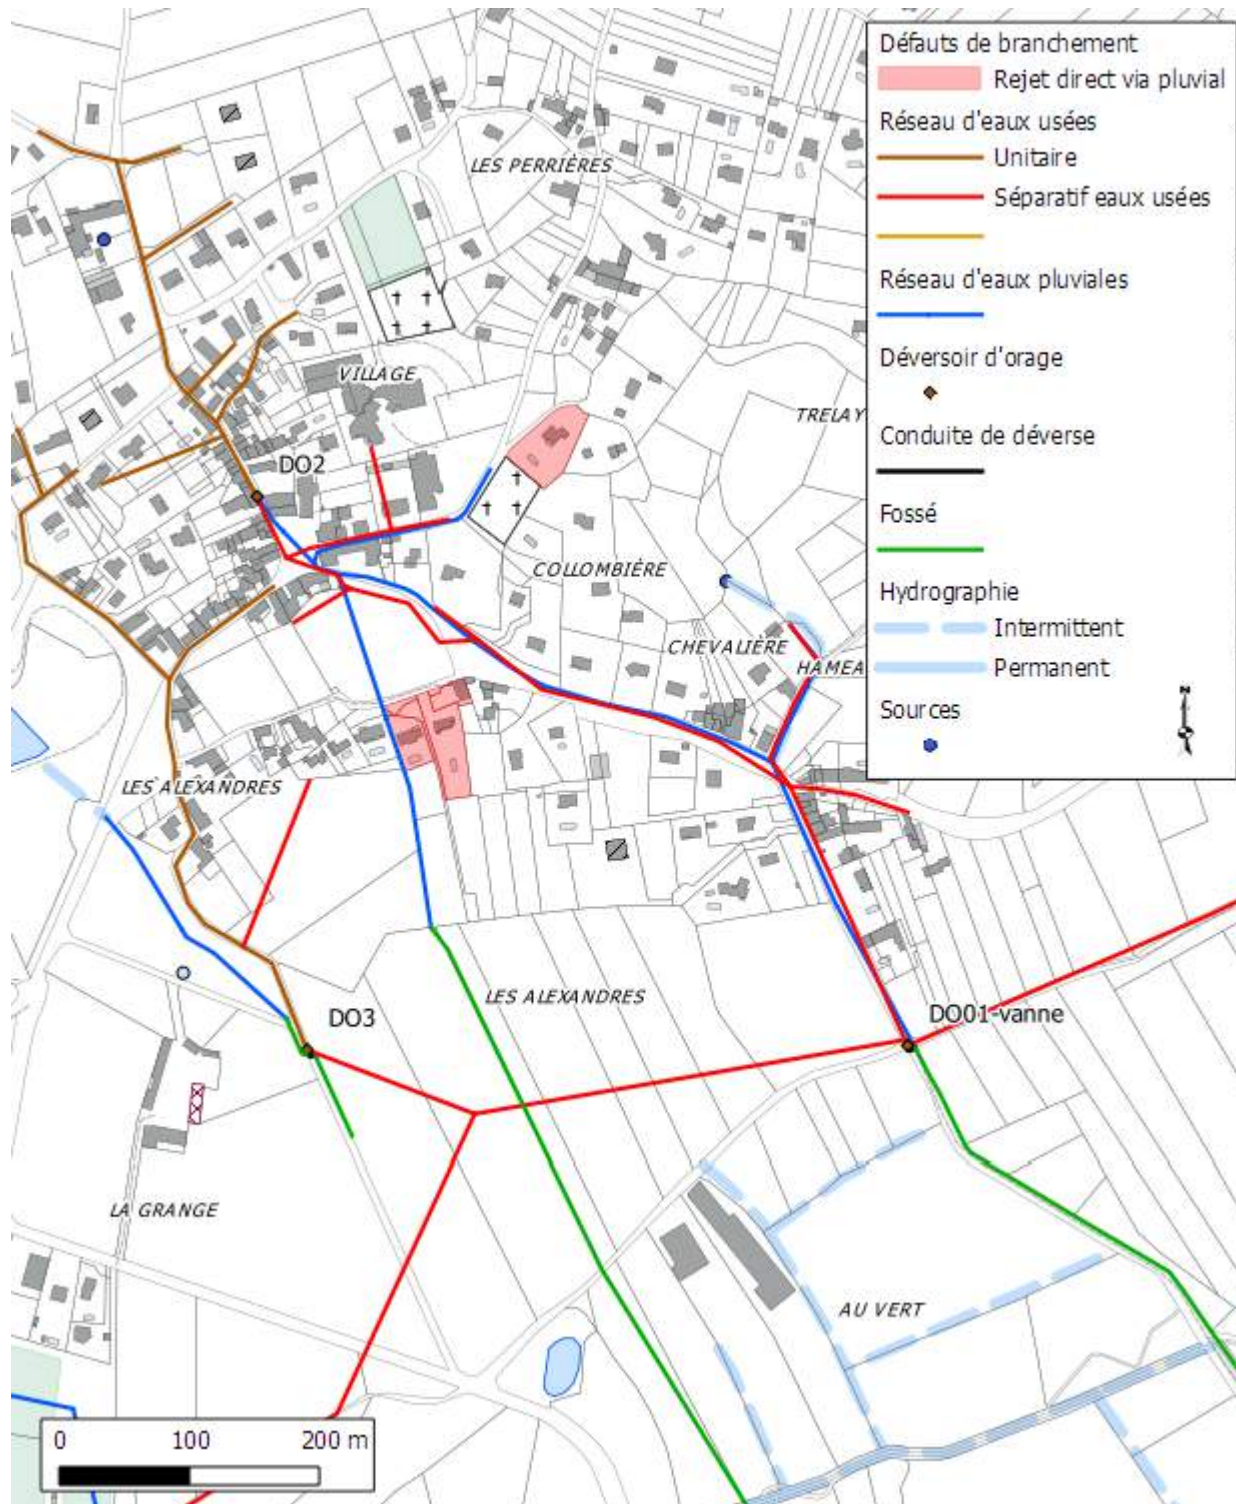 Défauts de branchement
Rejet direct via pluvial
Réseau d'eaux usées
Unitaire
Séparatif eaux usées
Réseau d'eaux pluviales
Déversoir d'orage
Conduite de déverse
Fossé
Hydrographie
Intermittent
Permanent
Sources
N
LES PERRIÈRES
VILLAGE
TRELAY
DO2
COLLOMBIÈRE
CHEVALIÈRE
HAMEA
LES ALEXANDRES
LES ALEXANDRES
DO3
DO01-vanne
LA GRANGE
AU VERT
0 100 200 m